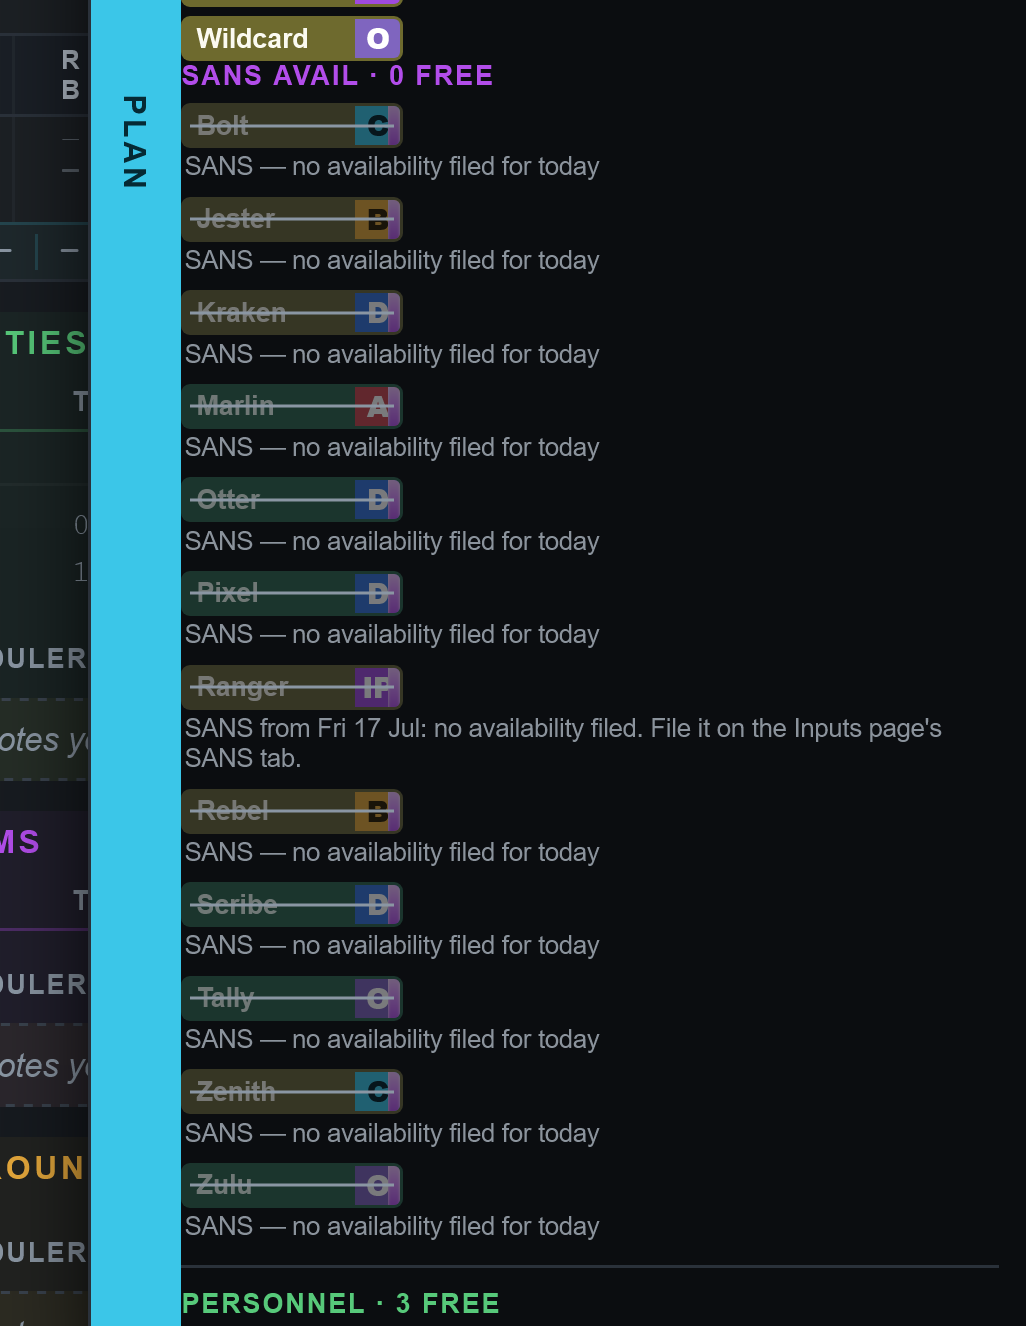 Wildcard O
SANS AVAIL · 0 FREE
Bolt C
SANS — no availability filed for today
Jester B
SANS — no availability filed for today
Kraken D
SANS — no availability filed for today
Marlin A
SANS — no availability filed for today
Otter D
SANS — no availability filed for today
Pixel D
SANS — no availability filed for today
Ranger IP
SANS from Fri 17 Jul: no availability filed. File it on the Inputs page's
SANS tab.
Rebel B
SANS — no availability filed for today
Scribe D
SANS — no availability filed for today
Tally O
SANS — no availability filed for today
Zenith C
SANS — no availability filed for today
Zulu O
SANS — no availability filed for today
PERSONNEL · 3 FREE
PLAN
R
B
—
—
–
TIES
T
0
1
OULER
otes y
MS
T
OULER
otes y
OUN
OULER